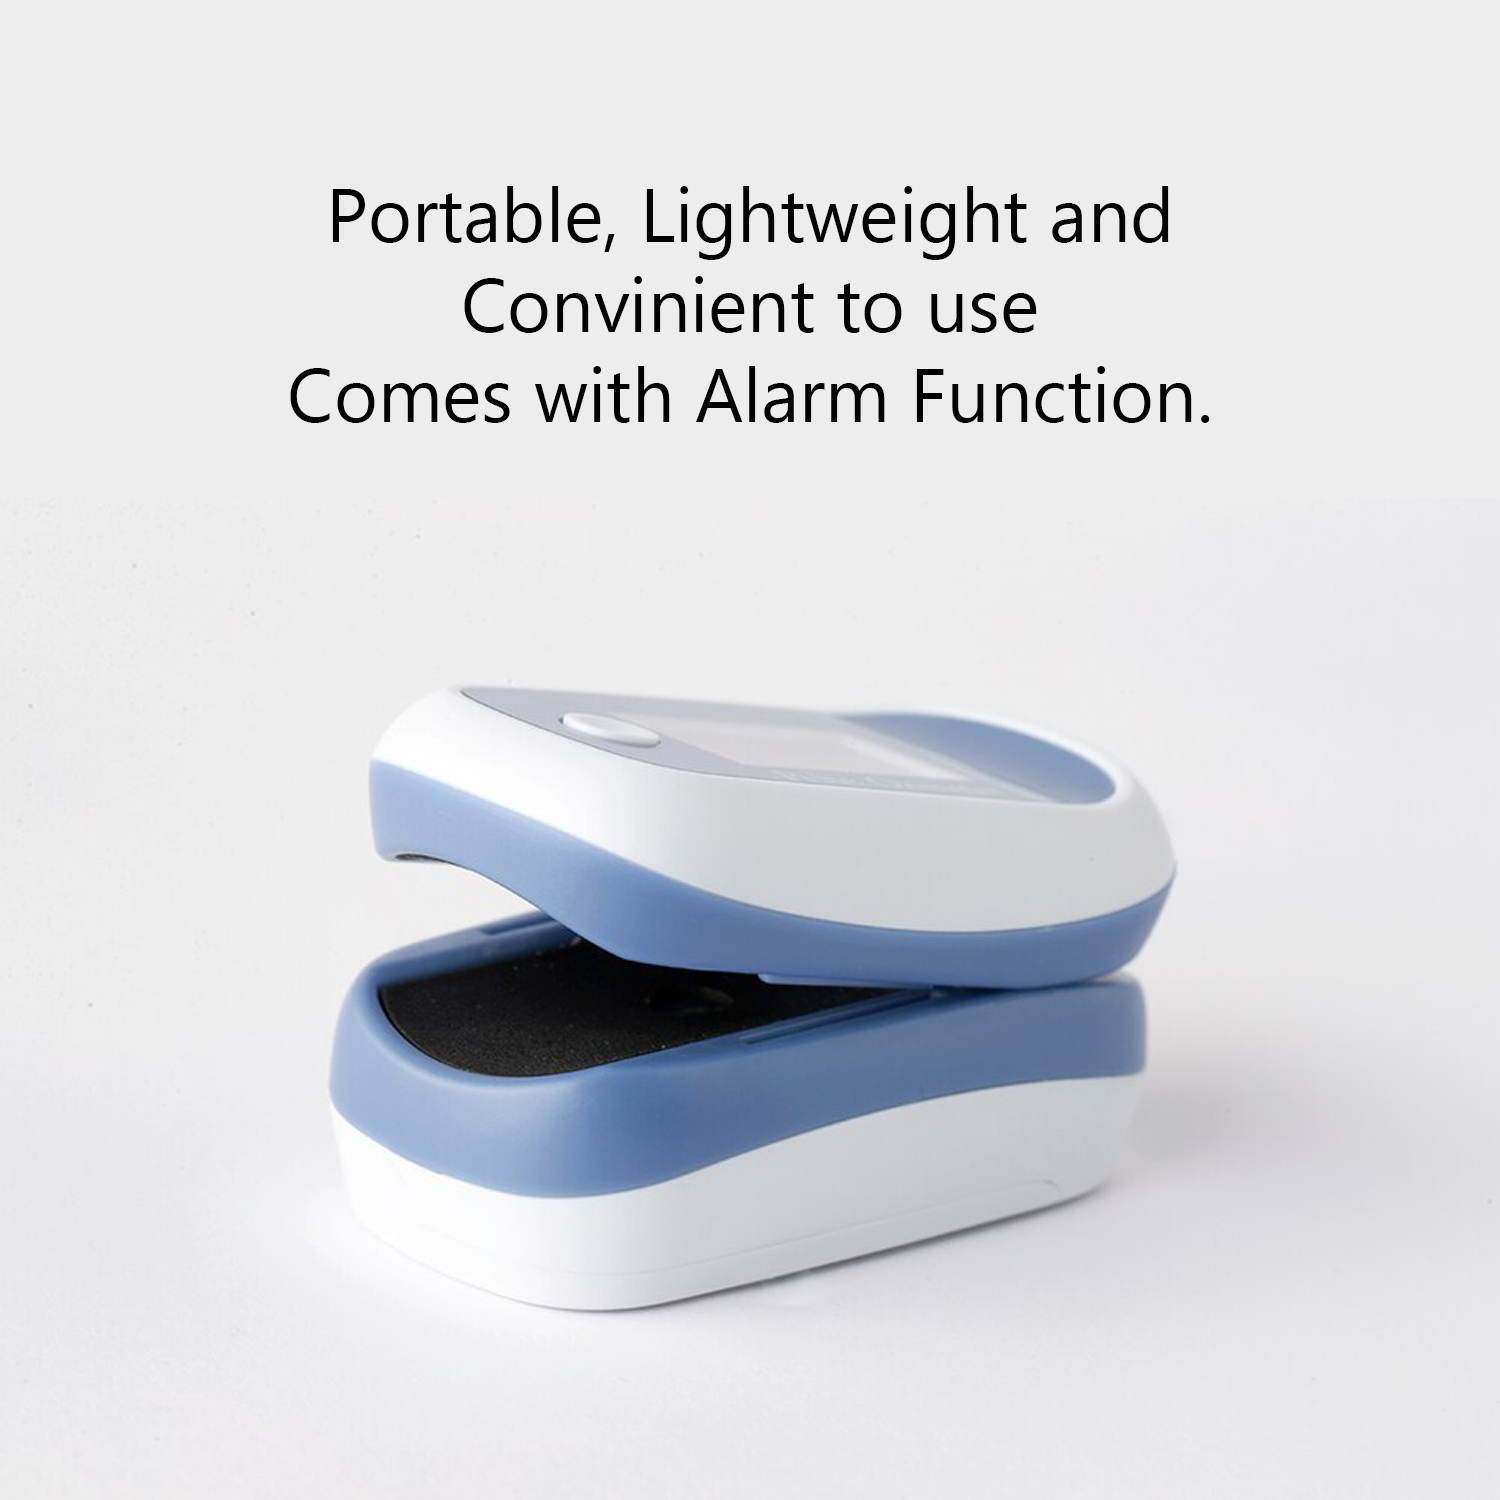 Portable, Lightweight and
Convinient to use
Comes with Alarm Function.